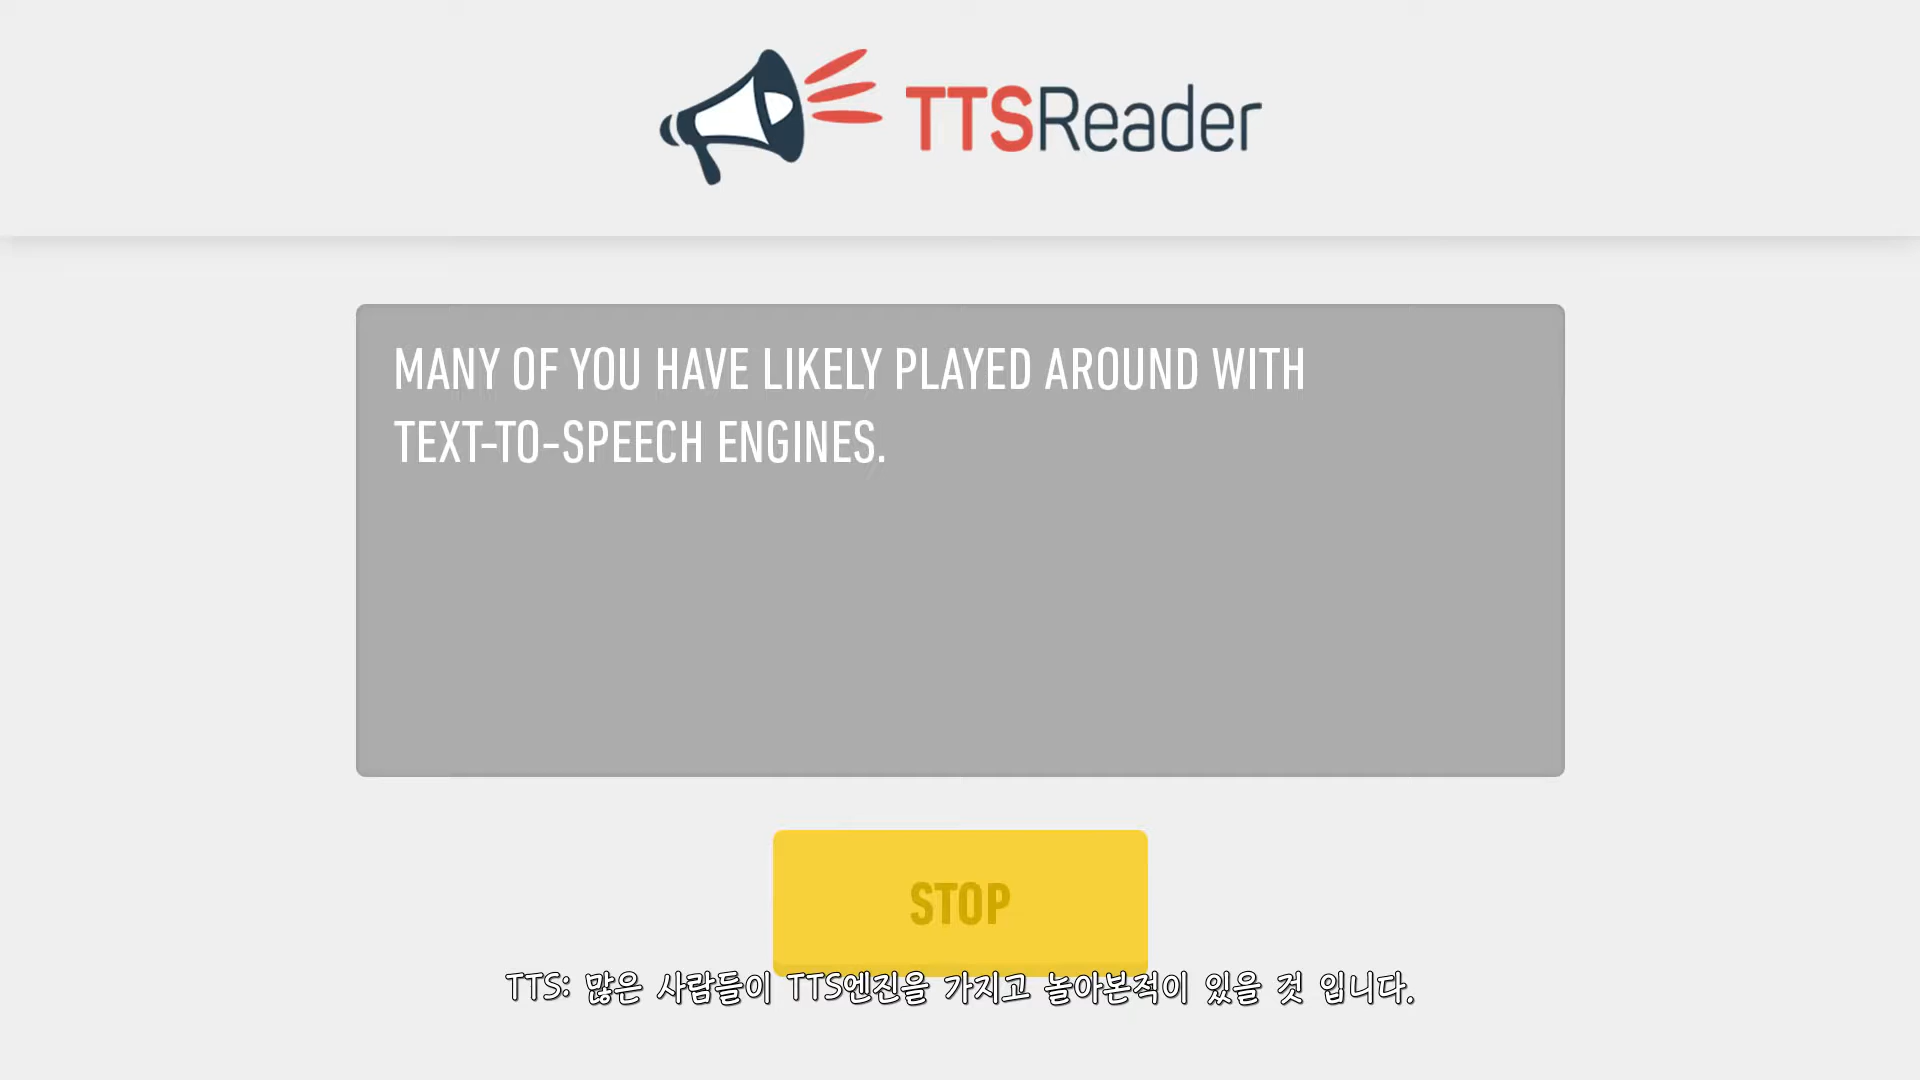 TTSReader
MANY OF YOU HAVE LIKELY PLAYED AROUND WITH
TEXT-TO-SPEECH ENGINES.
STOP
TTS: 많은 사람들이 TTS엔진을 가지고 놀아본적이 있을 것 입니다.